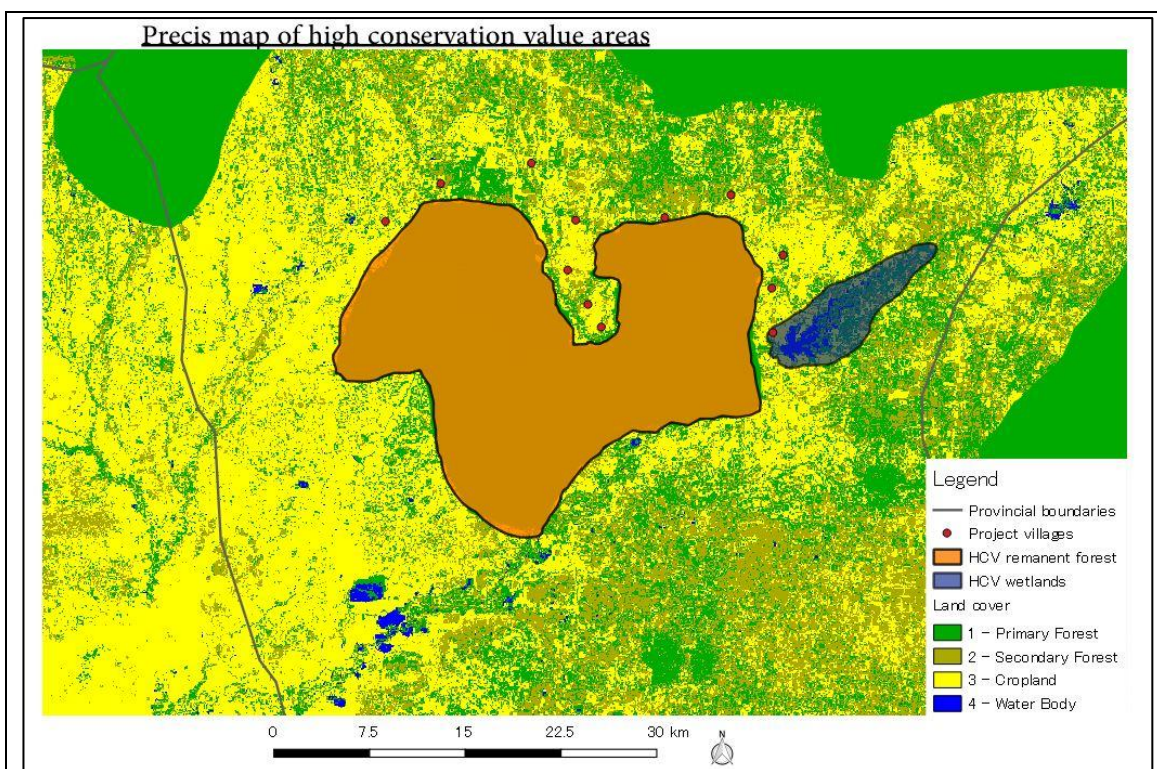 Precis map of high conservation value areas
Legend
Provincial boundaries
Project villages
HCV remanent forest
HCV wetlands
Land cover
1 - Primary Forest
2 - Secondary Forest
3 - Cropland
4 - Water Body
0 7.5 15 22.5 30 km
N